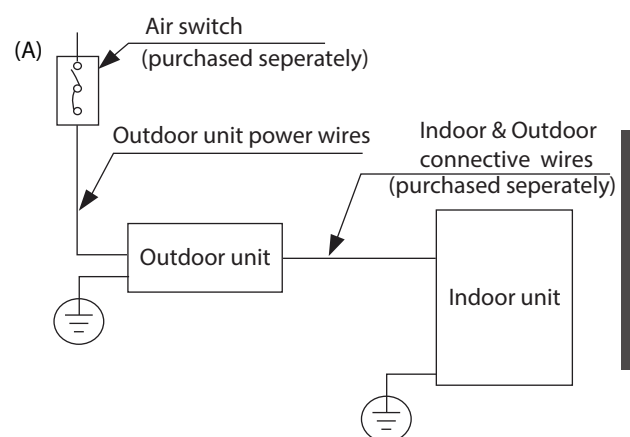 (A)
Air switch
(purchased seperately)
Outdoor unit power wires
Indoor & Outdoor
connective wires
(purchased seperately)
Outdoor unit
Indoor unit